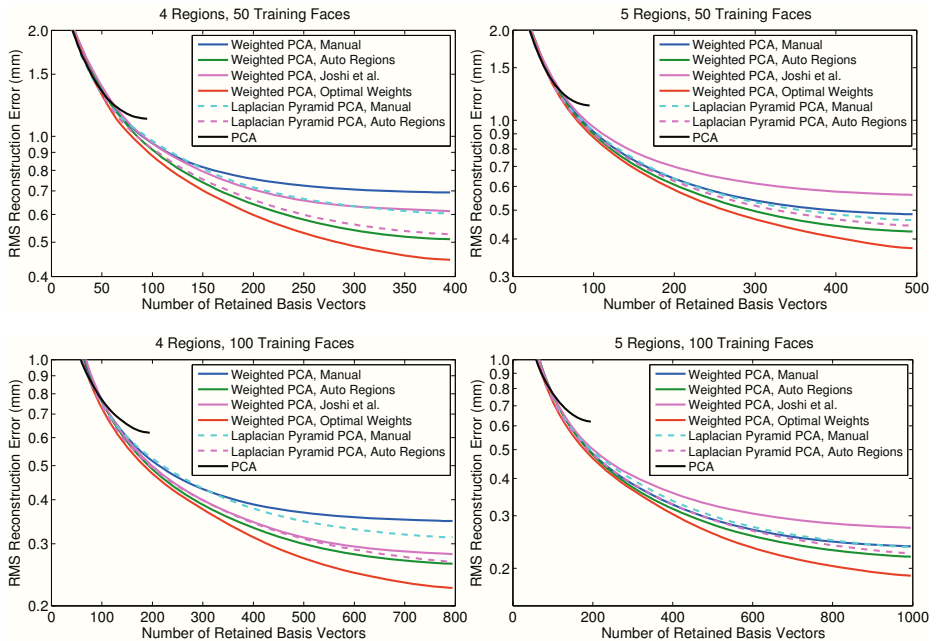 4 Regions, 50 Training Faces
RMS Reconstruction Error (mm)
2.0
1.5
1.0
0.9
0.8
0.7
0.6
0.5
0.4
Weighted PCA, Manual
Weighted PCA, Auto Regions
Weighted PCA, Joshi et al.
Weighted PCA, Optimal Weights
Laplacian Pyramid PCA, Manual
Laplacian Pyramid PCA, Auto Regions
PCA
0 50 100 150 200 250 300 350 400
Number of Retained Basis Vectors
5 Regions, 50 Training Faces
RMS Reconstruction Error (mm)
2.0
1.5
1.0
0.9
0.8
0.7
0.6
0.5
0.4
0.3
Weighted PCA, Manual
Weighted PCA, Auto Regions
Weighted PCA, Joshi et al.
Weighted PCA, Optimal Weights
Laplacian Pyramid PCA, Manual
Laplacian Pyramid PCA, Auto Regions
PCA
0 100 200 300 400 500
Number of Retained Basis Vectors
4 Regions, 100 Training Faces
RMS Reconstruction Error (mm)
1.0
0.9
0.8
0.7
0.6
0.5
0.4
0.3
0.2
Weighted PCA, Manual
Weighted PCA, Auto Regions
Weighted PCA, Joshi et al.
Weighted PCA, Optimal Weights
Laplacian Pyramid PCA, Manual
Laplacian Pyramid PCA, Auto Regions
PCA
0 100 200 300 400 500 600 700 800
Number of Retained Basis Vectors
5 Regions, 100 Training Faces
RMS Reconstruction Error (mm)
1.0
0.9
0.8
0.7
0.6
0.5
0.4
0.3
0.2
Weighted PCA, Manual
Weighted PCA, Auto Regions
Weighted PCA, Joshi et al.
Weighted PCA, Optimal Weights
Laplacian Pyramid PCA, Manual
Laplacian Pyramid PCA, Auto Regions
PCA
0 200 400 600 800 1000
Number of Retained Basis Vectors